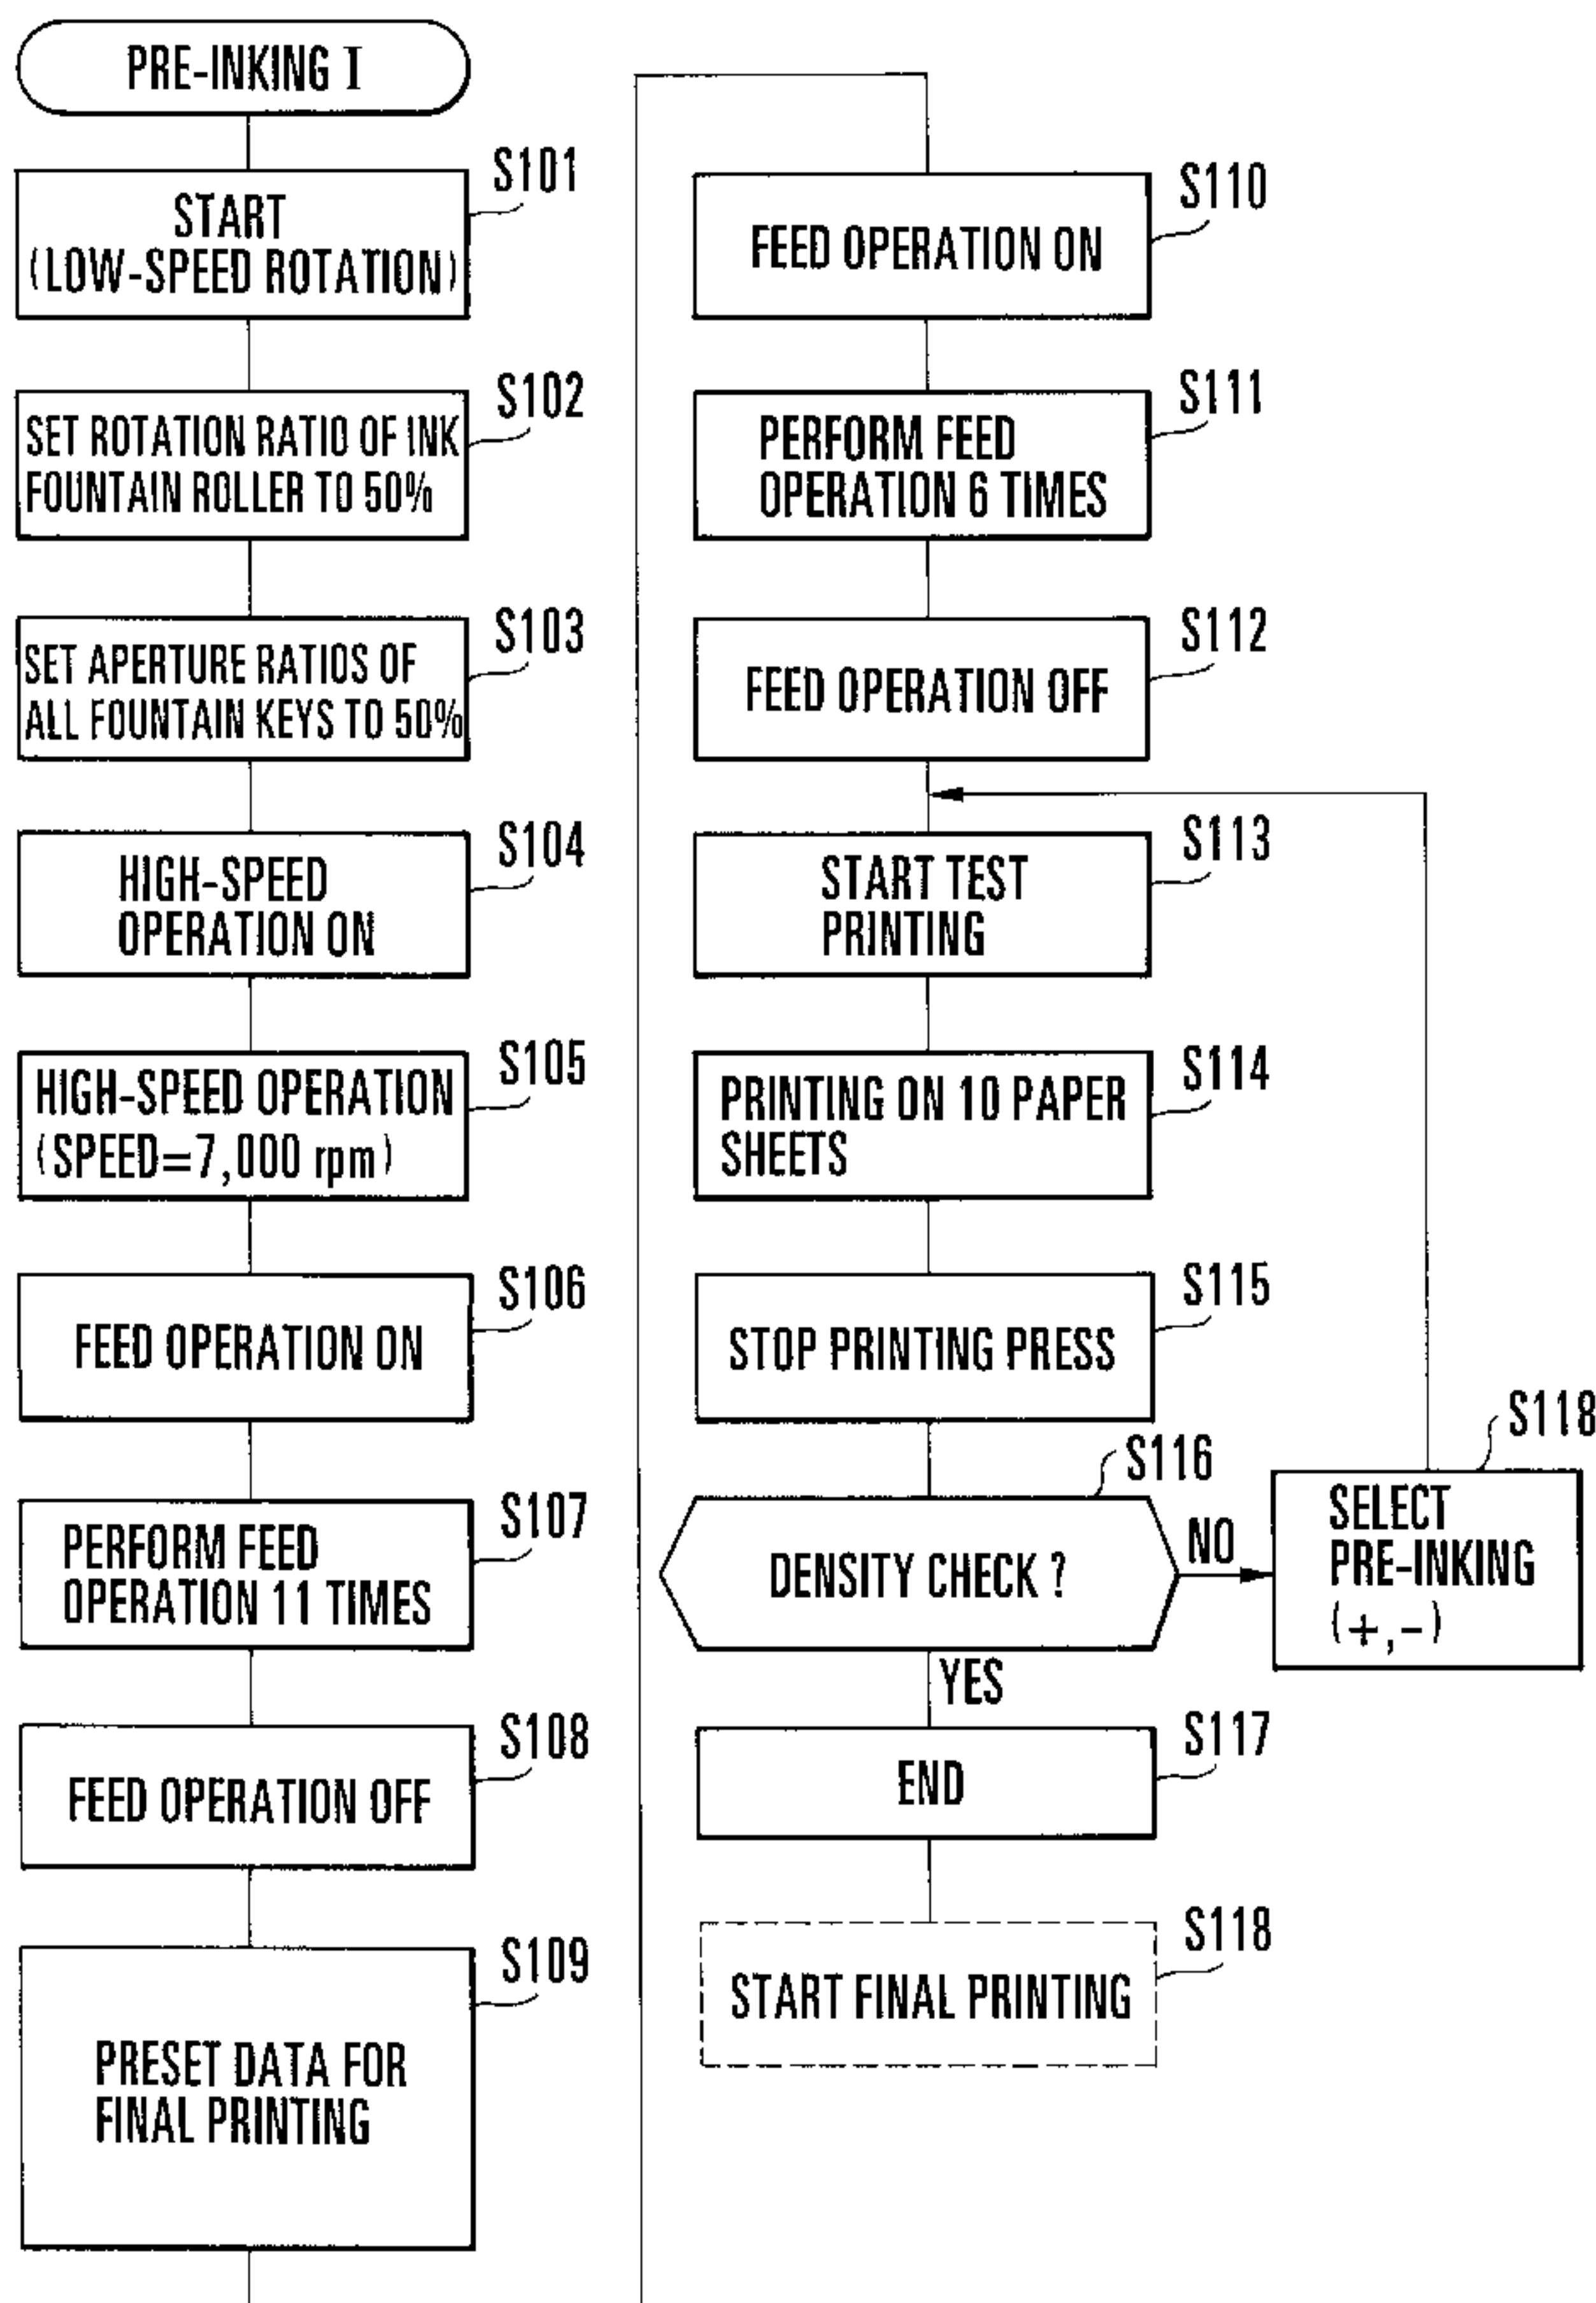 PRE-INKING I
S101
START
(LOW-SPEED ROTATION)
S102
SET ROTATION RATIO OF INK
FOUNTAIN ROLLER TO 50%
S103
SET APERTURE RATIOS OF
ALL FOUNTAIN KEYS TO 50%
S104
HIGH-SPEED
OPERATION ON
S105
HIGH-SPEED OPERATION
(SPEED=7,000 rpm)
S106
FEED OPERATION ON
S107
PERFORM FEED
OPERATION 11 TIMES
S108
FEED OPERATION OFF
S109
PRESET DATA FOR
FINAL PRINTING
S110
FEED OPERATION ON
S111
PERFORM FEED
OPERATION 6 TIMES
S112
FEED OPERATION OFF
S113
START TEST
PRINTING
S114
PRINTING ON 10 PAPER
SHEETS
S115
STOP PRINTING PRESS
S116
DENSITY CHECK ?
NO
S118
SELECT
PRE-INKING
(+,-)
YES
S117
END
S118
START FINAL PRINTING